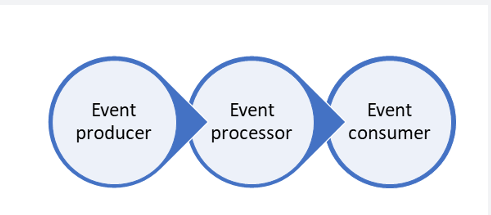 Event
producer
Event
processor
Event
consumer